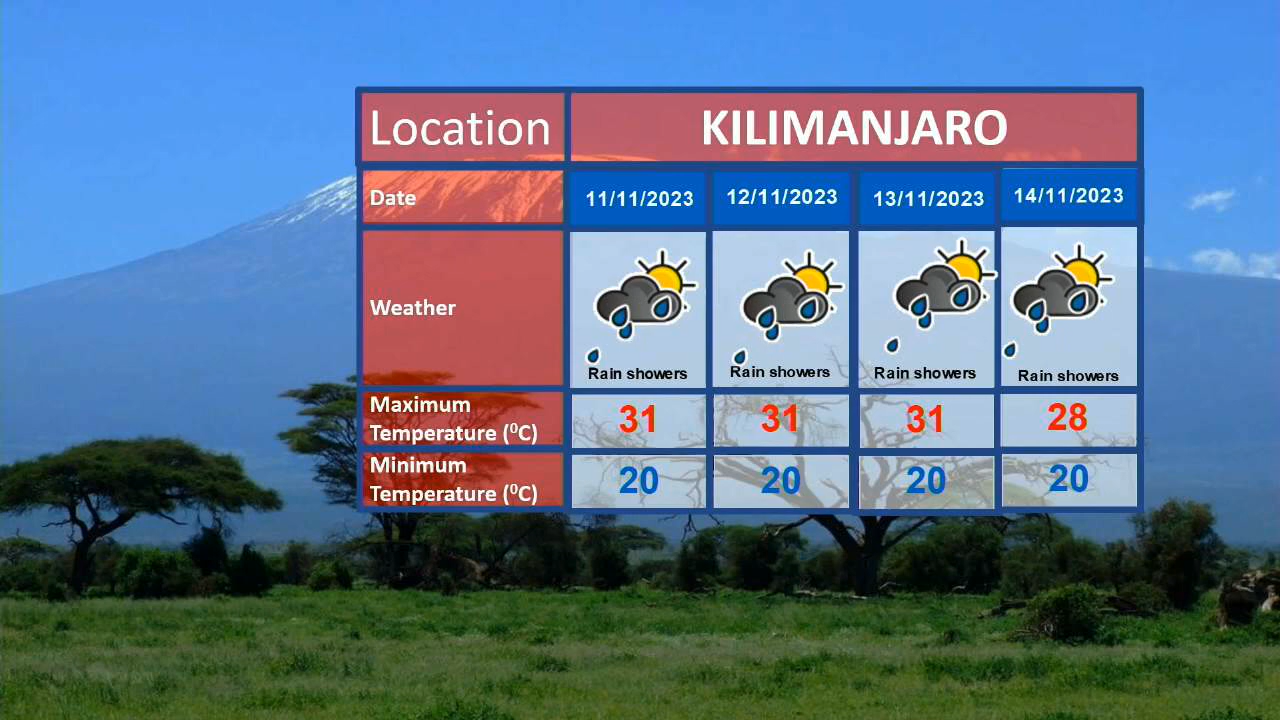 Location KILIMANJARO
Date 11/11/2023 12/11/2023 13/11/2023 14/11/2023
Weather
Rain showers Rain showers Rain showers Rain showers
Maximum
Temperature (⁰C) 31 31 31 28
Minimum
Temperature (⁰C) 20 20 20 20